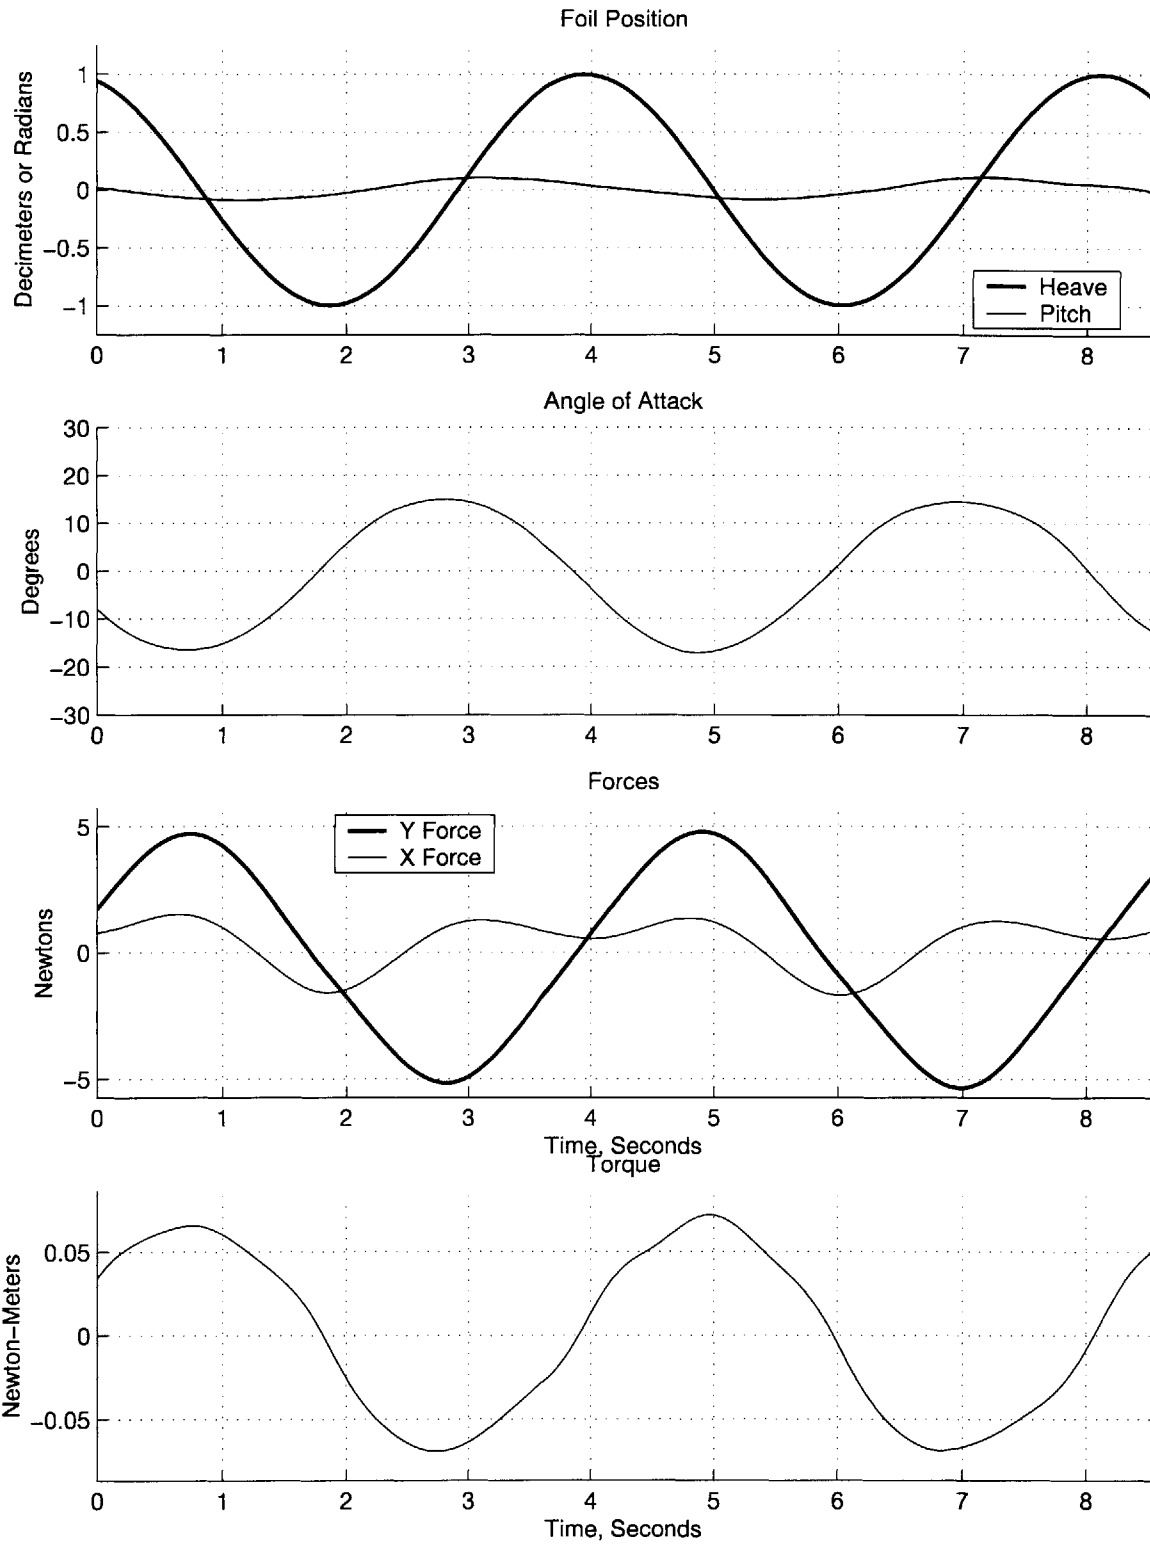 Foil Position
Decimeters or Radians
1
0.5
0
−0.5
−1
Heave
Pitch
0 1 2 3 4 5 6 7 8
Angle of Attack
Degrees
30
20
10
0
−10
−20
−30
0 1 2 3 4 5 6 7 8
Forces
Newtons
5
0
−5
Y Force
X Force
0 1 2 3 4 5 6 7 8
Time, Seconds
Torque
Newton−Meters
0.05
0
−0.05
0 1 2 3 4 5 6 7 8
Time, Seconds